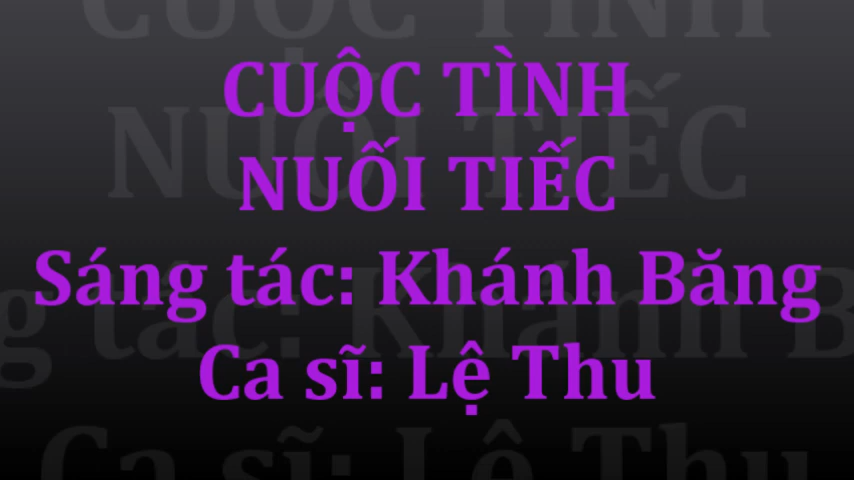 CUỘC TÌNH
NUỐI TIẾC
Sáng tác: Khánh Băng
Ca sĩ: Lệ Thu